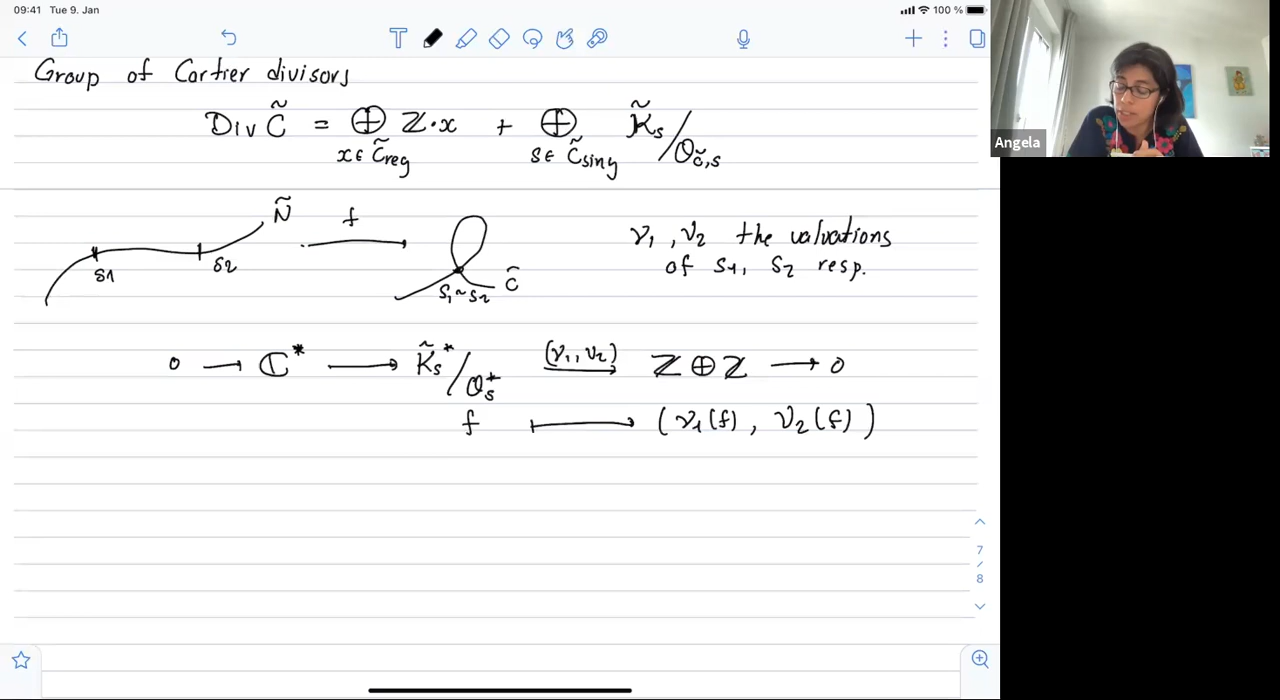 09:41 Tue 9. Jan
100 %
Group of Cartier divisors
Div C̃ = ⊕ ℤ·x + ⊕ K̃s/𝒪C̃,s
x∈ C̃reg s∈ C̃sing
Ñ
f
s1 s2
s1~s2 C̃
ν1, ν2 the valuations
of s1, s2 resp.
0 → ℂ* → K̃s*/𝒪s* (ν1,ν2) → ℤ⊕ℤ → 0
f ↦ (ν1(f), ν2(f))
Angela
7
/
8